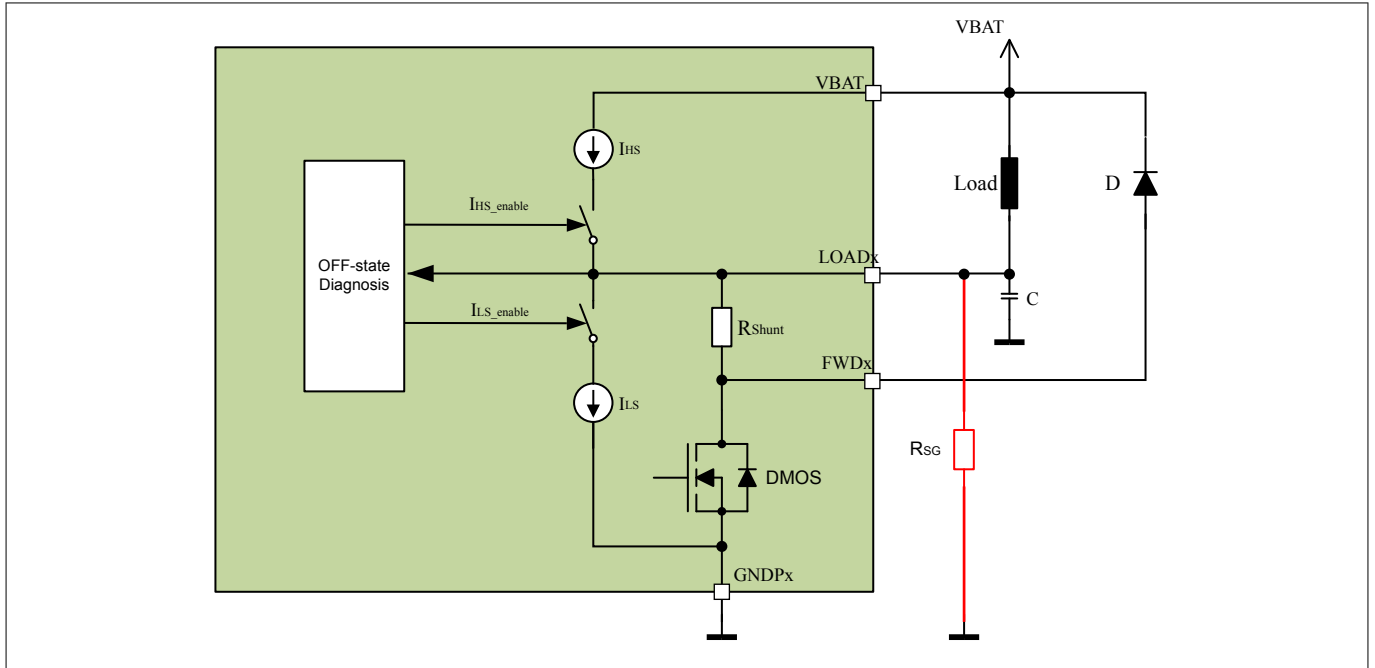 VBAT
VBAT
IHS
Load
D
IHS_enable
OFF-state
Diagnosis
LOADx
C
ILS_enable
RShunt
FWDx
ILS
RSG
DMOS
GNDPx